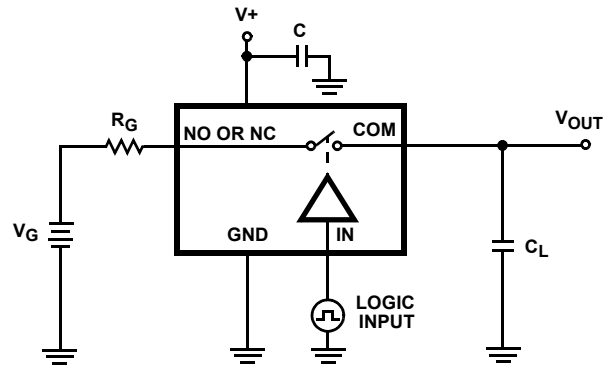 V+
C
RG
NO OR NC
COM
VOUT
VG
GND
IN
CL
LOGIC
INPUT